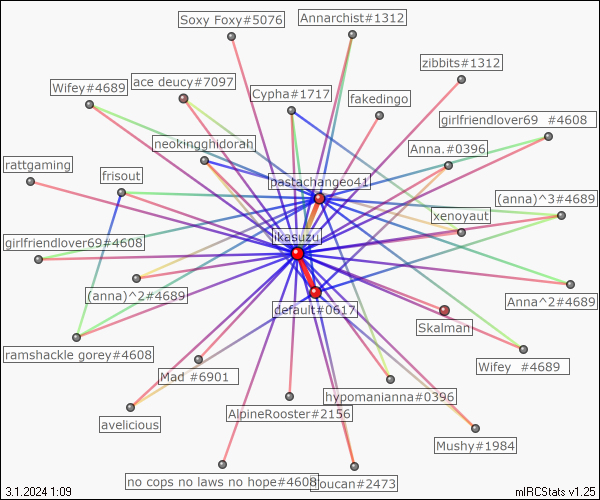 Soxy Foxy#5076
Annarchist#1312
zibbits#1312
ace deucy#7097
Wifey#4689
Cypha#1717
fakedingo
girlfriendlover69 #4608
neokingghidorah
Anna.#0396
rattgaming
frisout
pastachangeo41
(anna)^3#4689
xenoyaut
ikasuzu
girlfriendlover69#4608
(anna)^2#4689
Anna^2#4689
default#0617
Skalman
ramshackle gorey#4608
Wifey #4689
Mad #6901
hypomanianna#0396
avelicious
AlpineRooster#2156
Mushy#1984
no cops no laws no hope#4608
oucan#2473
3.1.2024 1:09
mIRCStats v1.25